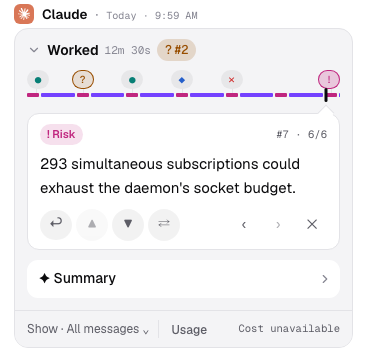 Claude · Today · 9:59 AM
Worked 12m 30s ? #2
? !
! Risk #7 · 6/6
293 simultaneous subscriptions could
exhaust the daemon's socket budget.
Summary
Show · All messages Usage Cost unavailable